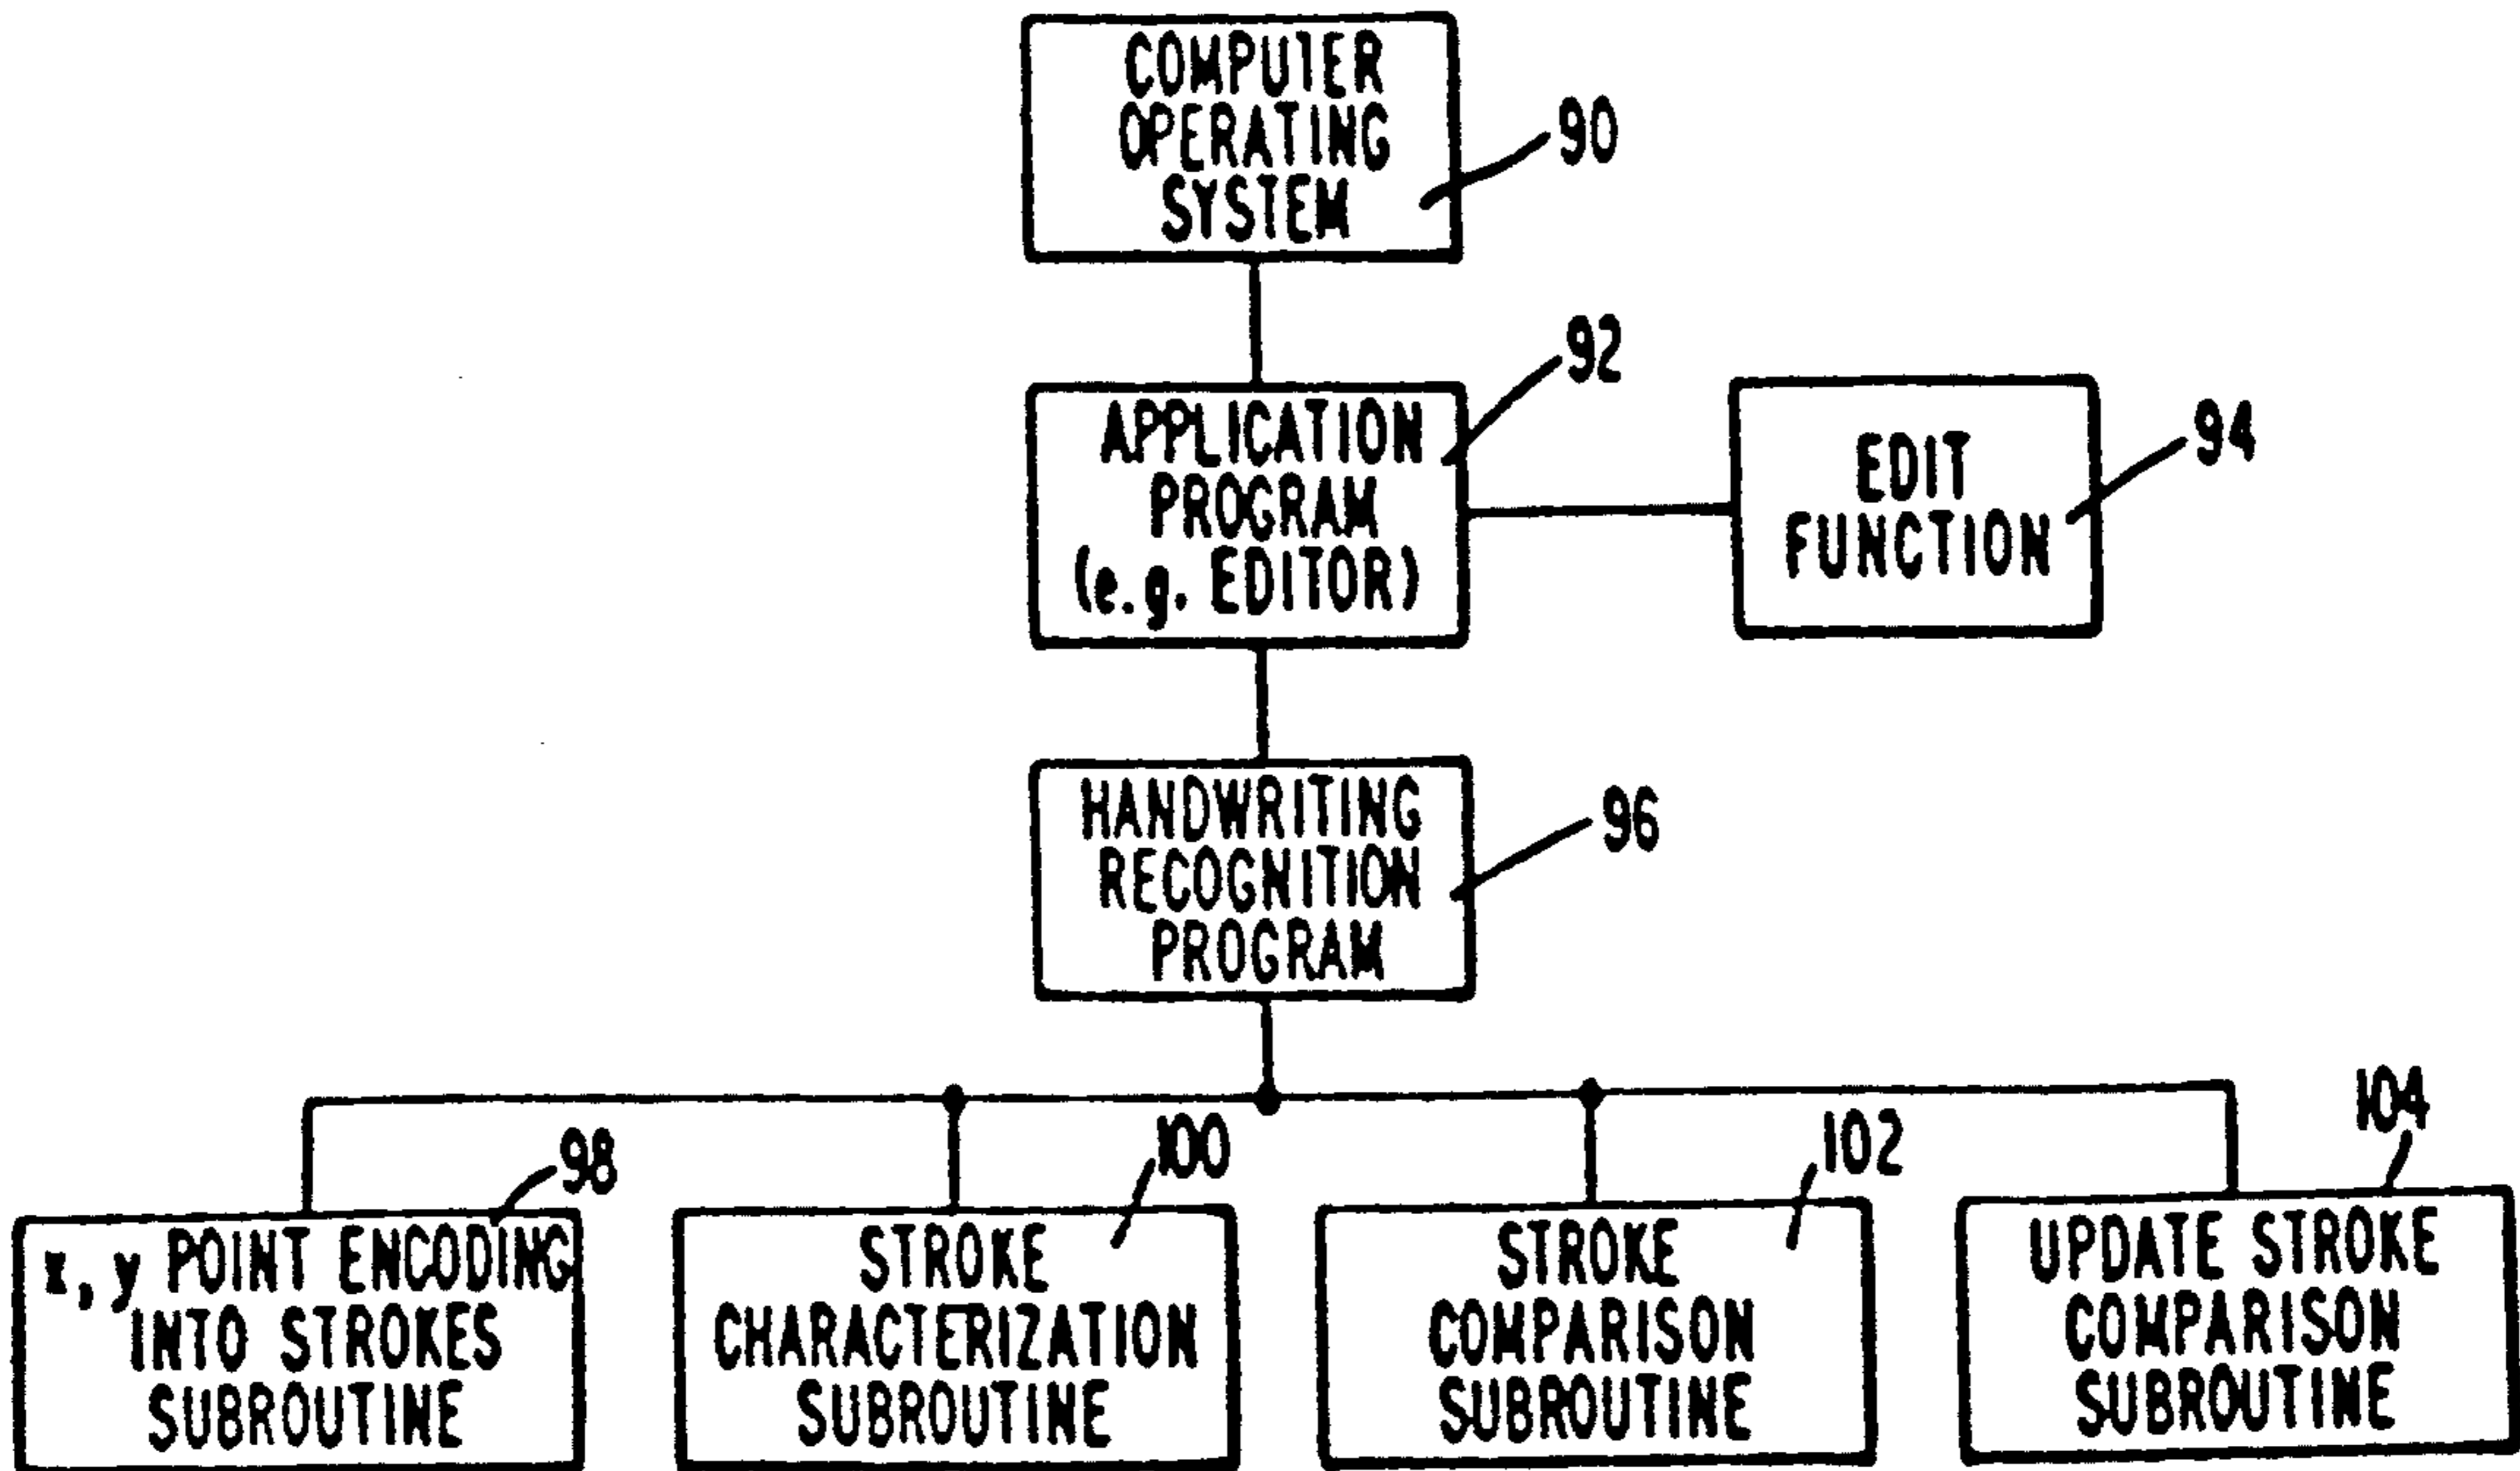 COMPUTER
OPERATING
SYSTEM
90
APPLICATION
PROGRAM
(e.g. EDITOR)
92
EDIT
FUNCTION
94
HANDWRITING
RECOGNITION
PROGRAM
96
x, y POINT ENCODING
INTO STROKES
SUBROUTINE
98
STROKE
CHARACTERIZATION
SUBROUTINE
100
STROKE
COMPARISON
SUBROUTINE
102
UPDATE STROKE
COMPARISON
SUBROUTINE
104